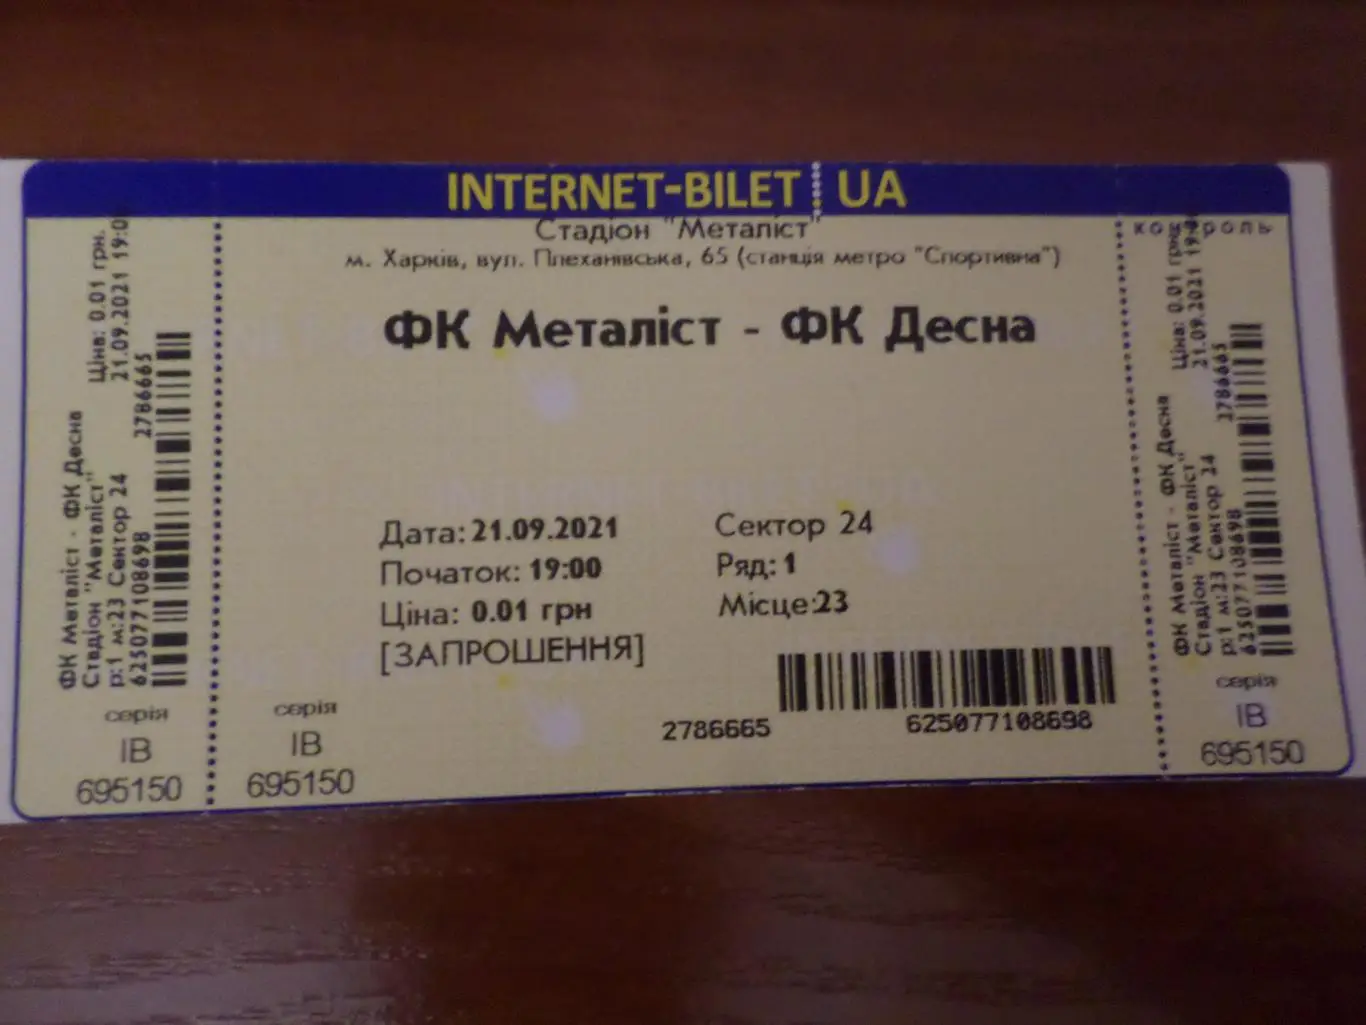 INTERNET-BILET UA
Стадіон "Металіст"
м. Харків, вул. Плеханівська, 65 (станція метро "Спортивна")
ФК Металіст - ФК Десна
Дата: 21.09.2021
Початок: 19:00
Ціна: 0.01 грн
[ЗАПРОШЕННЯ]
Сектор 24
Ряд: 1
Місце:23
2786665
625077108698
серія
ІВ
695150
ФК Металіст - ФК Десна
Ціна: 0.01 грн.
Стадіон "Металіст"
21.09.2021 19:0
р:1 м:23 Сектор 24
625077108698
2786665
серія
ІВ
695150
контроль
ФК Металіст - ФК Десна
Ціна: 0.01 грн.
Стадіон "Металіст"
21.09.2021
р:1 м:23 Сектор 24
625077108698
2786665
серія
ІВ
695150